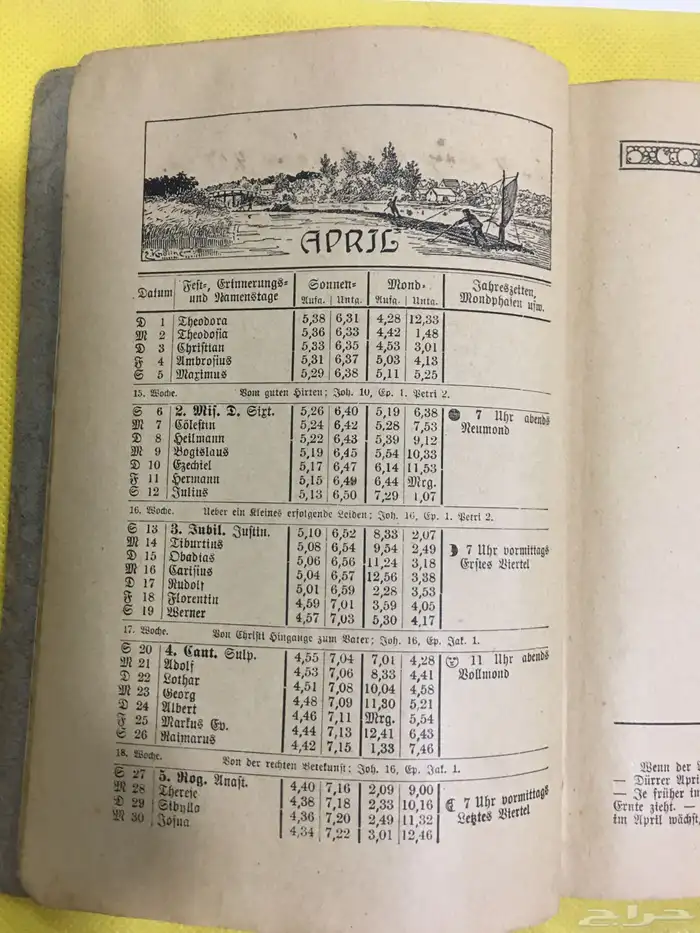 APRIL
Datum | Fest-, Erinnerungs- und Namenstage | Sonnen- Aufg. | Untg. | Mond- Aufg. | Untg. | Jahreszeiten, Mondphasen usw.
D 1 Theodora 5,38 6,31 4,28 12,33
M 2 Theodosia 5,36 6,33 4,42 1,48
D 3 Christian 5,33 6,35 4,53 3,01
F 4 Ambrosius 5,31 6,37 5,03 4,13
S 5 Maximus 5,29 6,38 5,11 5,25
15. Woche. Vom guten Hirten; Joh. 10, Ep. 1. Petri 2.
S 6 2. Mis. D. Sixt. 5,26 6,40 5,19 6,38 7 Uhr abends
M 7 Cölestin 5,24 6,42 5,28 7,53 Neumond
D 8 Heilmann 5,22 6,43 5,39 9,12
M 9 Bogislaus 5,19 6,45 5,54 10,33
D 10 Ezechiel 5,17 6,47 6,14 11,53
F 11 Hermann 5,15 6,49 6,44 Mrg.
S 12 Julius 5,13 6,50 7,29 1,07
16. Woche. Ueber ein Kleines erfolgende Leiden; Joh. 16, Ep. 1. Petri 2.
S 13 3. Jubil. Justin. 5,10 6,52 8,33 2,07
M 14 Tiburtius 5,08 6,54 9,54 2,49 7 Uhr vormittags
D 15 Obadias 5,06 6,56 11,24 3,18 Erstes Viertel
M 16 Carisius 5,04 6,57 12,56 3,38
D 17 Rudolf 5,01 6,59 2,28 3,53
F 18 Florentin 4,59 7,01 3,59 4,05
S 19 Werner 4,57 7,03 5,30 4,17
17. Woche. Von Christi Hingange zum Vater; Joh. 16, Ep. Jak. 1.
S 20 4. Cant. Sulp. 4,55 7,04 7,01 4,28 11 Uhr abends
M 21 Adolf 4,53 7,06 8,33 4,41 Vollmond
D 22 Lothar 4,51 7,08 10,04 4,58
M 23 Georg 4,48 7,09 11,30 5,21
D 24 Albert 4,46 7,11 Mrg. 5,54
F 25 Markus Ev. 4,44 7,13 12,41 6,43
S 26 Raimarus 4,42 7,15 1,33 7,46
18. Woche. Von der rechten Betekunst; Joh. 16, Ep. Jak. 1.
S 27 5. Rog. Anast. 4,40 7,16 2,09 9,00
M 28 Therese 4,38 7,18 2,33 10,16 7 Uhr vormittags
D 29 Sibylla 4,36 7,20 2,49 11,32 Letztes Viertel
M 30 Josua 4,34 7,22 3,01 12,46
Wenn der
— Dürrer Apri
— Je früher in
Ernte zieht. —
im April wächst,
حراج